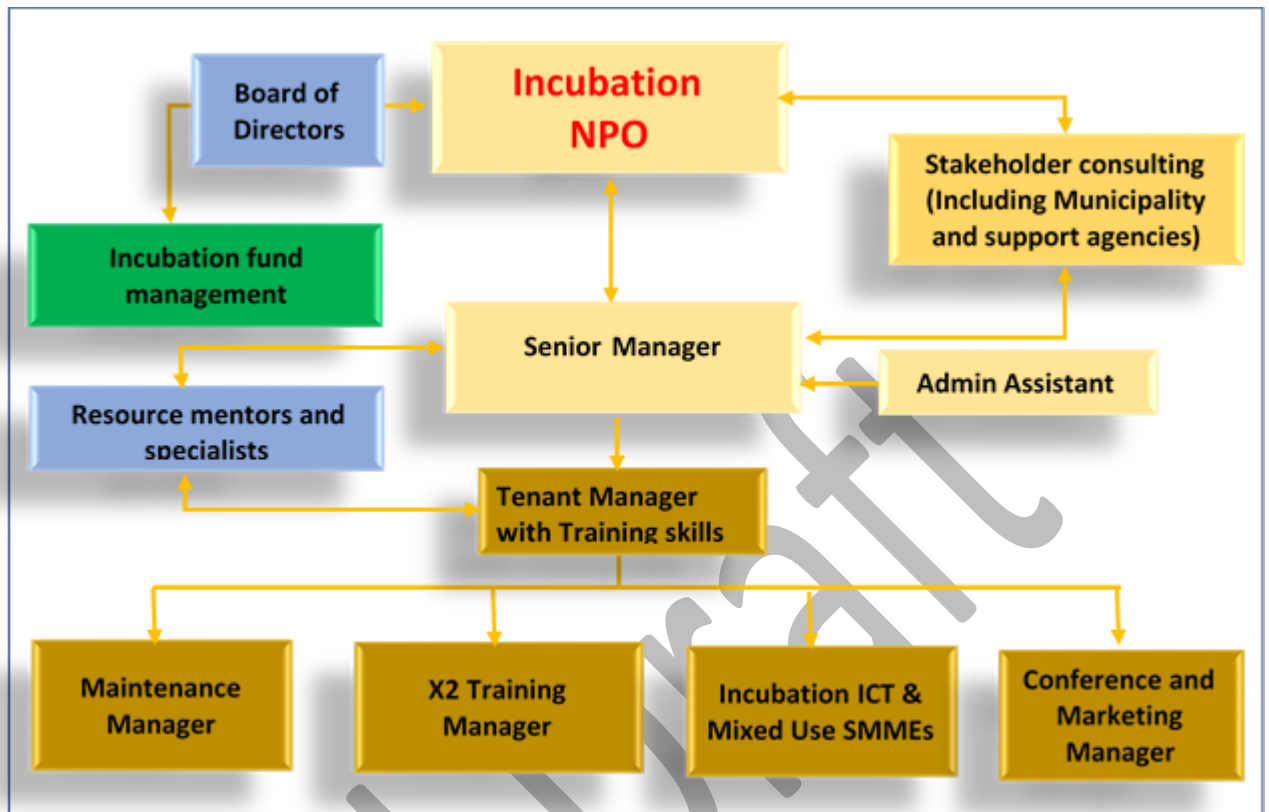 Board of
Directors
Incubation
NPO
Stakeholder consulting
(Including Municipality
and support agencies)
Incubation fund
management
Senior Manager
Admin Assistant
Resource mentors and
specialists
Tenant Manager
with Training skills
Maintenance
Manager
X2 Training
Manager
Incubation ICT &
Mixed Use SMMEs
Conference and
Marketing
Manager
Draft